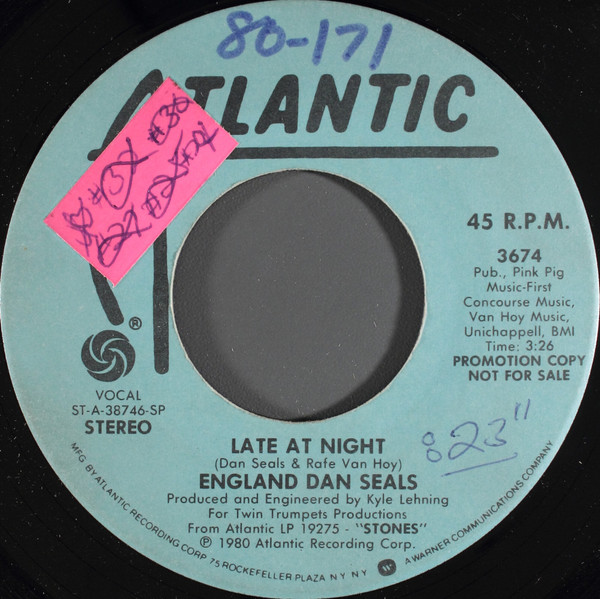 80-171
ATLANTIC
45 R.P.M.
3674
Pub., Pink Pig
Music-First
Concourse Music,
Van Hoy Music,
Unichappell, BMI
Time: 3:26
PROMOTION COPY
NOT FOR SALE
®
VOCAL
ST-A-38746-SP
STEREO
:23"
LATE AT NIGHT
(Dan Seals & Rafe Van Hoy)
ENGLAND DAN SEALS
Produced and Engineered by Kyle Lehning
For Twin Trumpets Productions
From Atlantic LP 19275 - "STONES"
℗ 1980 Atlantic Recording Corp.
MFG. BY ATLANTIC RECORDING CORP. 75 ROCKEFELLER PLAZA N Y N Y A WARNER COMMUNICATIONS COMPANY